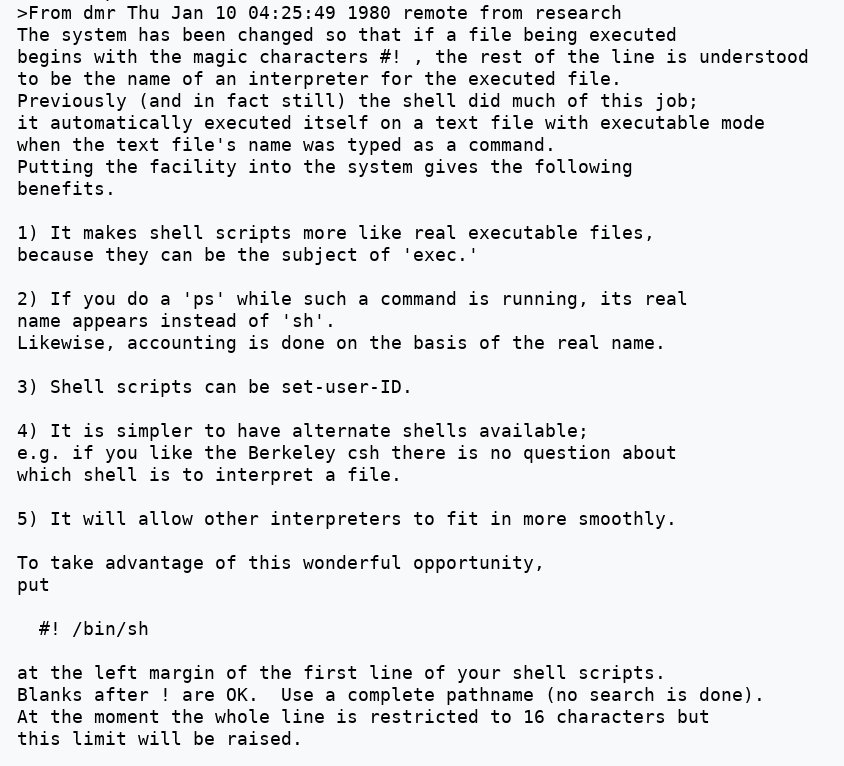 >From dmr Thu Jan 10 04:25:49 1980 remote from research
The system has been changed so that if a file being executed
begins with the magic characters #! , the rest of the line is understood
to be the name of an interpreter for the executed file.
Previously (and in fact still) the shell did much of this job;
it automatically executed itself on a text file with executable mode
when the text file's name was typed as a command.
Putting the facility into the system gives the following
benefits.

1) It makes shell scripts more like real executable files,
because they can be the subject of 'exec.'

2) If you do a 'ps' while such a command is running, its real
name appears instead of 'sh'.
Likewise, accounting is done on the basis of the real name.

3) Shell scripts can be set-user-ID.

4) It is simpler to have alternate shells available;
e.g. if you like the Berkeley csh there is no question about
which shell is to interpret a file.

5) It will allow other interpreters to fit in more smoothly.

To take advantage of this wonderful opportunity,
put

  #! /bin/sh

at the left margin of the first line of your shell scripts.
Blanks after ! are OK.  Use a complete pathname (no search is done).
At the moment the whole line is restricted to 16 characters but
this limit will be raised.